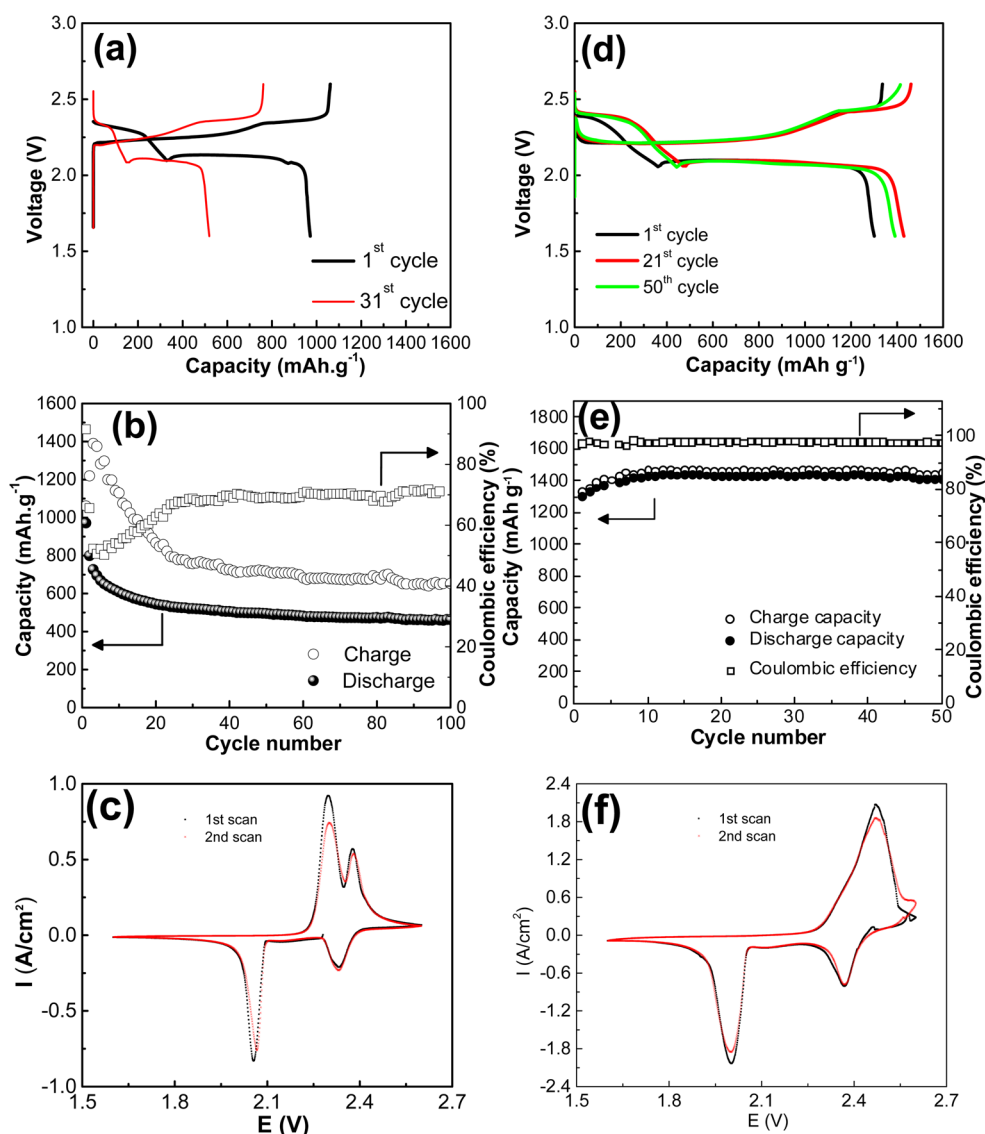 (a)
3.0
2.5
2.0
1.5
1.0
Voltage (V)
1st cycle
31st cycle
0 200 400 600 800 1000 1200 1400 1600
Capacity (mAh.g-1)
(d)
3.0
2.5
2.0
1.5
1.0
Voltage (V)
1st cycle
21st cycle
50th cycle
0 200 400 600 800 1000 1200 1400 1600
Capacity (mAh g-1)
(b)
1600
1400
1200
1000
800
600
400
200
0
Capacity (mAh.g-1)
Charge
Discharge
100
80
60
40
20
0
Coulombic efficiency (%)
0 20 40 60 80 100
Cycle number
(e)
1800
1600
1400
1200
1000
800
600
400
200
0
Capacity (mAh g-1)
Charge capacity
Discharge capacity
Coulombic efficiency
100
80
60
40
20
0
Coulombic efficiency (%)
0 10 20 30 40 50
Cycle number
(c)
1.0
0.5
0.0
-0.5
-1.0
I (A/cm²)
1st scan
2nd scan
1.5 1.8 2.1 2.4 2.7
E (V)
(f)
2.4
1.8
1.2
0.6
0.0
-0.6
-1.2
-1.8
-2.4
I (A/cm²)
1st scan
2nd scan
1.5 1.8 2.1 2.4 2.7
E (V)